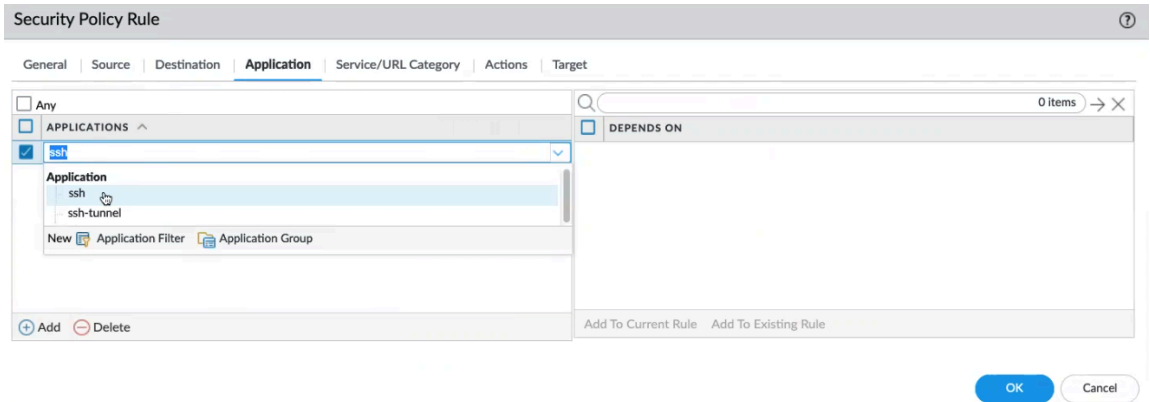 Security Policy Rule
General Source Destination Application Service/URL Category Actions Target
Any
0 items
APPLICATIONS
DEPENDS ON
ssh
Application
ssh
ssh-tunnel
New Application Filter Application Group
Add Delete
Add To Current Rule Add To Existing Rule
OK Cancel